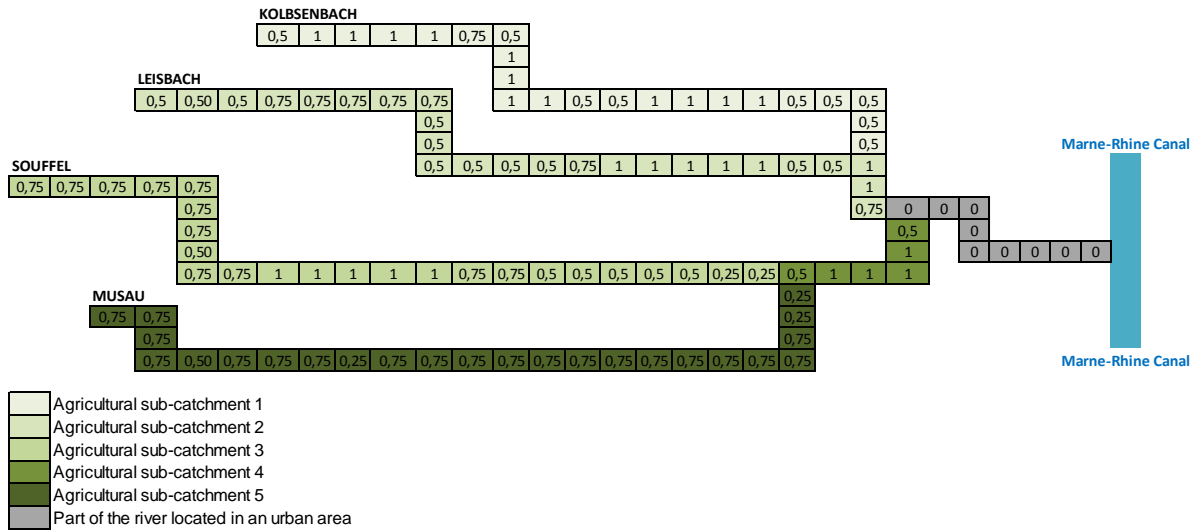 KOLBSENBACH
0,5 1 1 1 1 0,75 0,5
1
LEISBACH 1
0,5 0,50 0,5 0,75 0,75 0,75 0,75 0,75 1 1 0,5 0,5 1 1 1 1 0,5 0,5 0,5
0,5 0,5
0,5 0,5 Marne-Rhine Canal
SOUFFEL 0,5 0,5 0,5 0,5 0,75 1 1 1 1 0,5 0,5 1
0,75 0,75 0,75 0,75 0,75 1
0,75 0,75 0 0 0
0,75 0,5 0
0,50 1 0 0 0 0 0
0,75 0,75 1 1 1 1 1 0,75 0,75 0,5 0,5 0,5 0,5 0,25 0,25 0,5 1 1 1
MUSAU 0,25
0,75 0,75 0,25
0,75 0,75
0,75 0,50 0,75 0,75 0,75 0,25 0,75 0,75 0,75 0,75 0,75 0,75 0,75 0,75 0,75 0,75 0,75 Marne-Rhine Canal
Agricultural sub-catchment 1
Agricultural sub-catchment 2
Agricultural sub-catchment 3
Agricultural sub-catchment 4
Agricultural sub-catchment 5
Part of the river located in an urban area